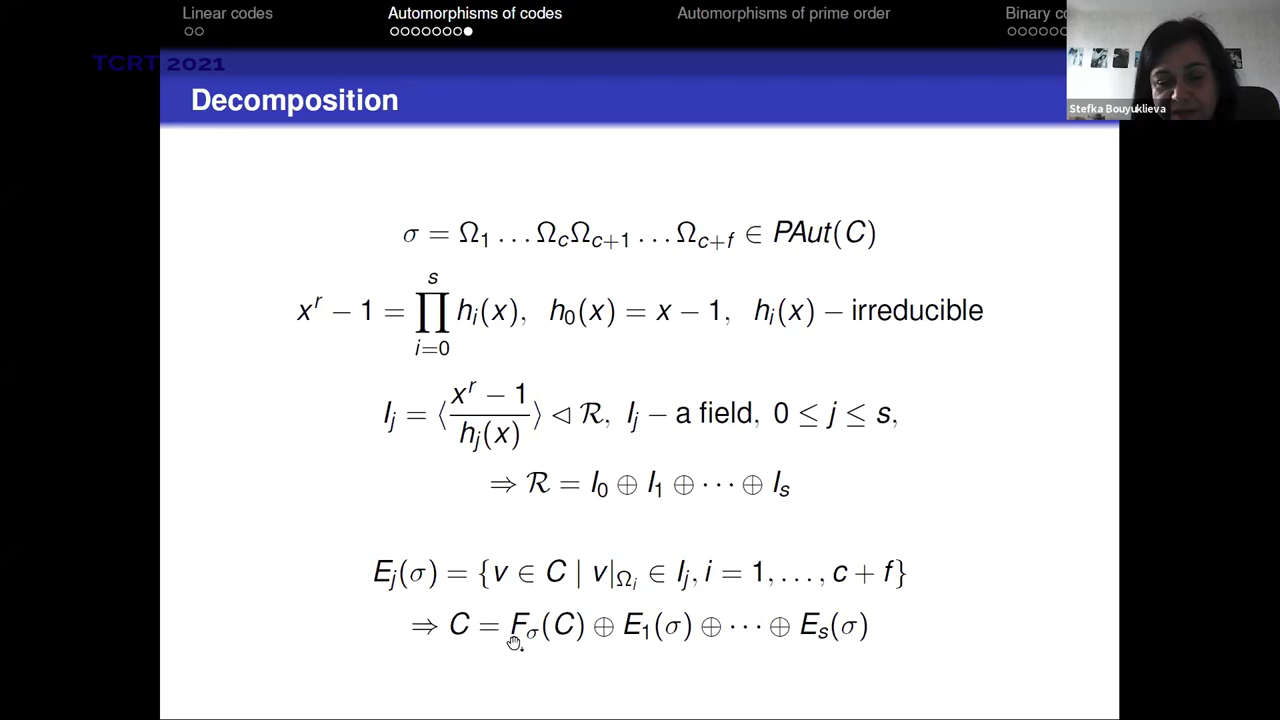 Linear codes
Automorphisms of codes
Automorphisms of prime order
Binary co
TCRT 2021
Decomposition
Stefka Bouyuklieva
σ = Ω₁ … Ω_cΩ_{c+1} … Ω_{c+f} ∈ PAut(C)
x^r − 1 = ∏_{i=0}^{s} h_i(x), h₀(x) = x − 1, h_i(x) − irreducible
I_j = ⟨(x^r − 1)/h_j(x)⟩ ◁ ℛ, I_j − a field, 0 ≤ j ≤ s,
⇒ ℛ = I₀ ⊕ I₁ ⊕ ⋯ ⊕ I_s
E_j(σ) = {v ∈ C | v|_{Ω_i} ∈ I_j, i = 1, …, c + f}
⇒ C = F_σ(C) ⊕ E₁(σ) ⊕ ⋯ ⊕ E_s(σ)